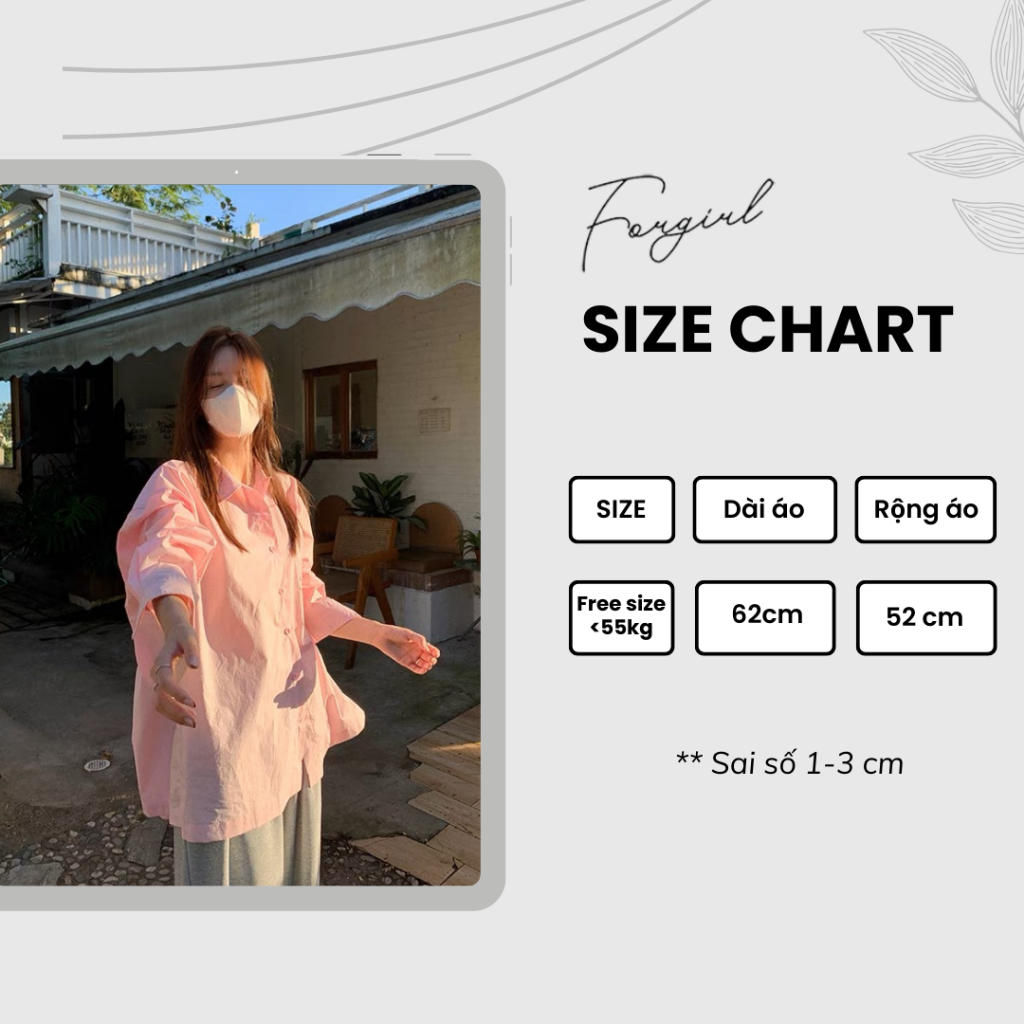 Forgirl
SIZE CHART
SIZE Dài áo Rộng áo
Free size
<55kg 62cm 52 cm
** Sai số 1-3 cm